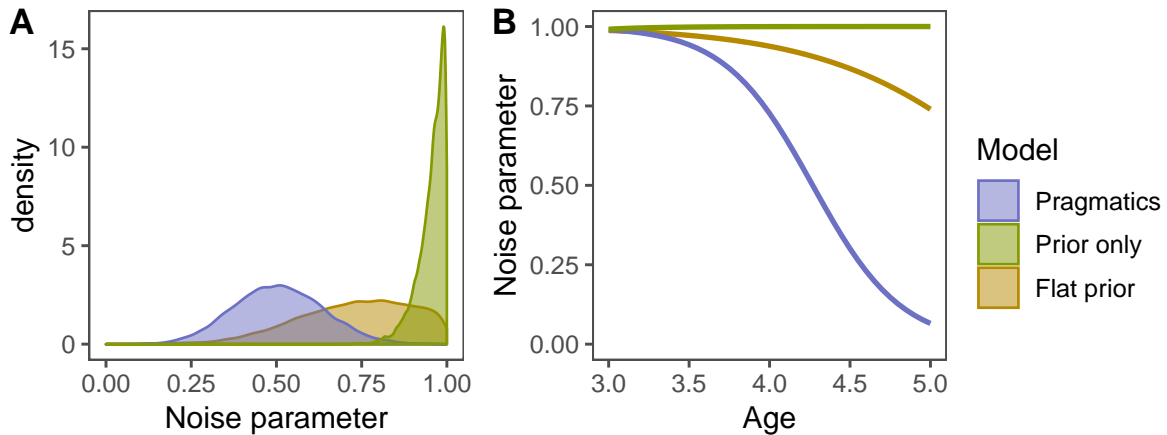 A
density
15
10
5
0
0.00 0.25 0.50 0.75 1.00
Noise parameter
B
Noise parameter
1.00
0.75
0.50
0.25
0.00
3.0 3.5 4.0 4.5 5.0
Age
Model
Pragmatics
Prior only
Flat prior